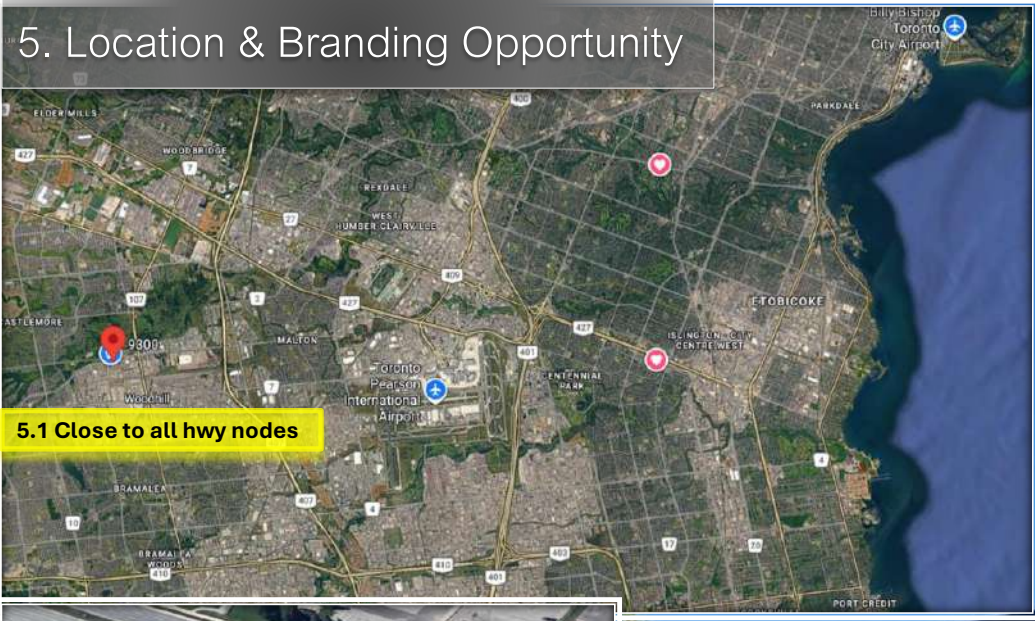 5. Location & Branding Opportunity
Billy Bishop
Toronto
City Airport
PARKDALE
400
ELDER MILLS
427
WOODBRIDGE
7
REXDALE
WEST
HUMBER CLAIRVILLE
27
409
107
3
427
427
ETOBICOKE
CASTLEMORE
9300
MALTON
401
ISLINGTON - CITY
CENTRE WEST
Toronto
Pearson
International
Airport
CENTENNIAL
PARK
7
Woodhill
5.1 Close to all hwy nodes
4
BRAMALEA
407
4
10
BRAMALEA
WOODS
410
410
403
401
17
PORT CREDIT